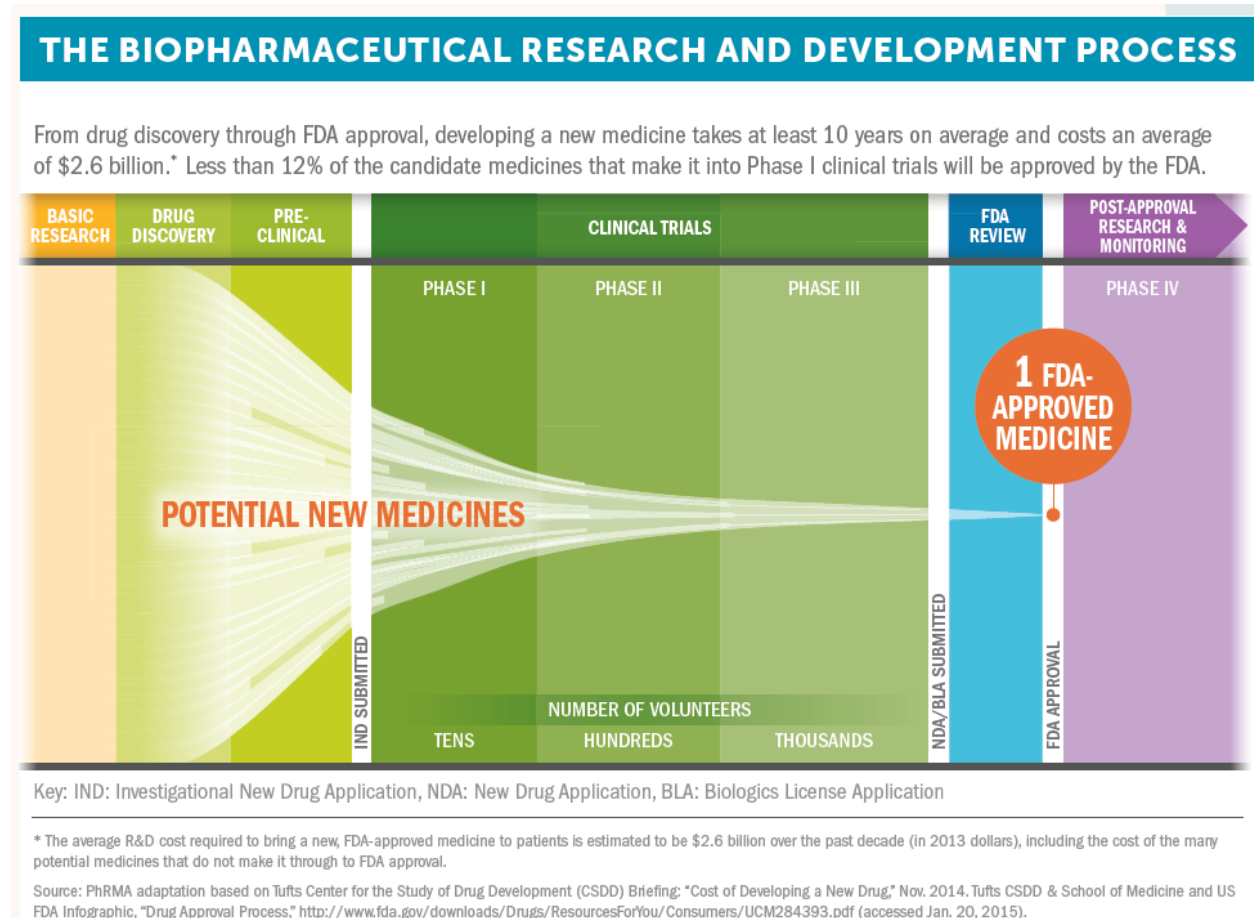 THE BIOPHARMACEUTICAL RESEARCH AND DEVELOPMENT PROCESS
From drug discovery through FDA approval, developing a new medicine takes at least 10 years on average and costs an average
of $2.6 billion.* Less than 12% of the candidate medicines that make it into Phase I clinical trials will be approved by the FDA.
BASIC
RESEARCH
DRUG
DISCOVERY
PRE-
CLINICAL
CLINICAL TRIALS
FDA
REVIEW
POST-APPROVAL
RESEARCH &
MONITORING
PHASE I
PHASE II
PHASE III
PHASE IV
1 FDA-
APPROVED
MEDICINE
POTENTIAL NEW MEDICINES
IND SUBMITTED
NDA/BLA SUBMITTED
FDA APPROVAL
NUMBER OF VOLUNTEERS
TENS
HUNDREDS
THOUSANDS
Key: IND: Investigational New Drug Application, NDA: New Drug Application, BLA: Biologics License Application
* The average R&D cost required to bring a new, FDA-approved medicine to patients is estimated to be $2.6 billion over the past decade (in 2013 dollars), including the cost of the many
potential medicines that do not make it through to FDA approval.
Source: PhRMA adaptation based on Tufts Center for the Study of Drug Development (CSDD) Briefing: "Cost of Developing a New Drug," Nov. 2014. Tufts CSDD & School of Medicine and US
FDA Infographic, "Drug Approval Process," http://www.fda.gov/downloads/Drugs/ResourcesForYou/Consumers/UCM284393.pdf (accessed Jan. 20, 2015).